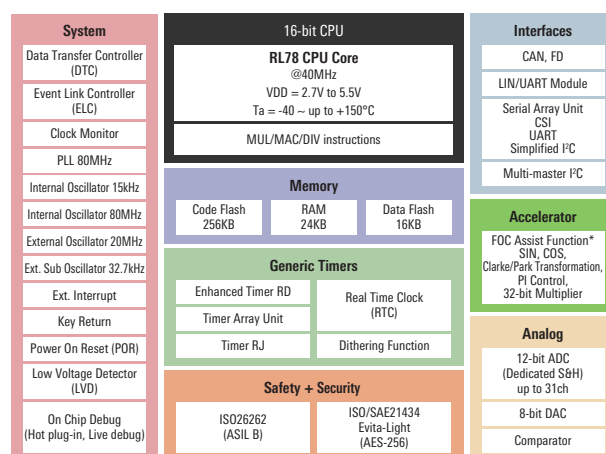 System
Data Transfer Controller
(DTC)
Event Link Controller
(ELC)
Clock Monitor
PLL 80MHz
Internal Oscillator 15kHz
Internal Oscillator 80MHz
External Oscillator 20MHz
Ext. Sub Oscillator 32.7kHz
Ext. Interrupt
Key Return
Power On Reset (POR)
Low Voltage Detector
(LVD)
On Chip Debug
(Hot plug-in, Live debug)
16-bit CPU
RL78 CPU Core
@40MHz
VDD = 2.7V to 5.5V
Ta = -40 ~ up to +150°C
MUL/MAC/DIV instructions
Memory
Code Flash
256KB
RAM
24KB
Data Flash
16KB
Generic Timers
Enhanced Timer RD
Timer Array Unit
Timer RJ
Real Time Clock
(RTC)
Dithering Function
Safety + Security
ISO26262
(ASIL B)
ISO/SAE21434
Evita-Light
(AES-256)
Interfaces
CAN, FD
LIN/UART Module
Serial Array Unit
CSI
UART
Simplified I²C
Multi-master I²C
Accelerator
FOC Assist Function*
SIN, COS,
Clarke/Park Transformation,
PI Control,
32-bit Multiplier
Analog
12-bit ADC
(Dedicated S&H)
up to 31ch
8-bit DAC
Comparator